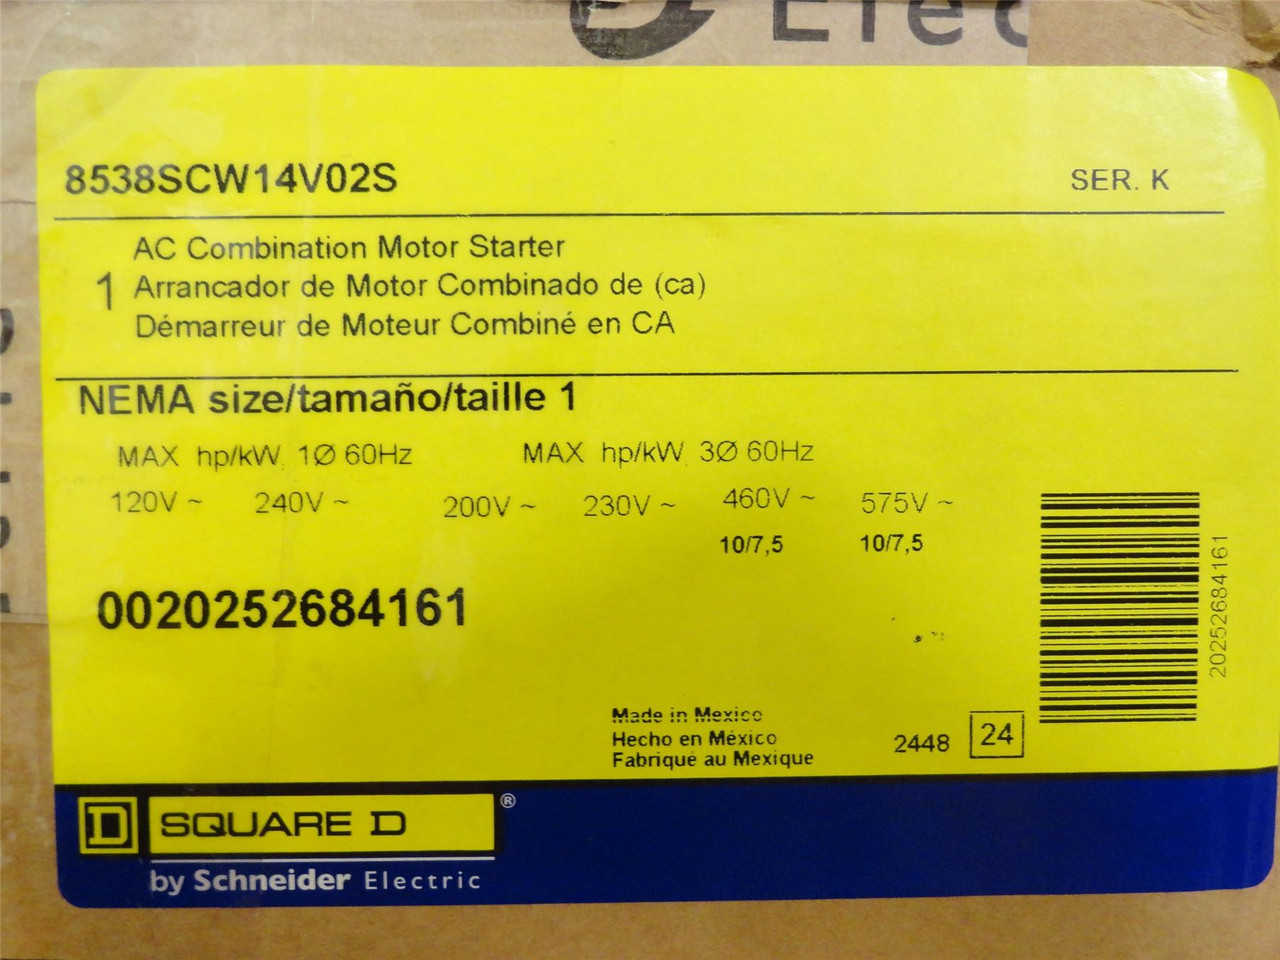 Elec
8538SCW14V02S SER. K
AC Combination Motor Starter
1 Arrancador de Motor Combinado de (ca)
Démarreur de Moteur Combiné en CA
NEMA size/tamaño/taille 1
MAX hp/kW 1Ø 60Hz MAX hp/kW 3Ø 60Hz
120V ~ 240V ~ 200V ~ 230V ~ 460V ~ 575V ~
10/7,5 10/7,5
0020252684161
20252684161
Made in Mexico
Hecho en México
Fabriqué au Mexique
2448 24
D SQUARE D ®
by Schneider Electric